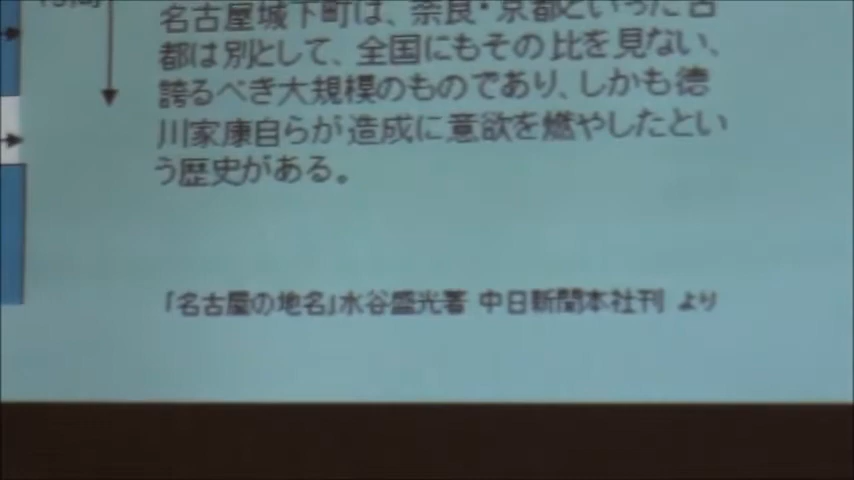 名古屋城下町は、奈良・京都といった古
都は別として、全国にもその比を見ない、
誇るべき大規模のものであり、しかも徳
川家康自らが造成に意欲を燃やしたとい
う歴史がある。
「名古屋の地名」水谷盛光著 中日新聞本社刊 より